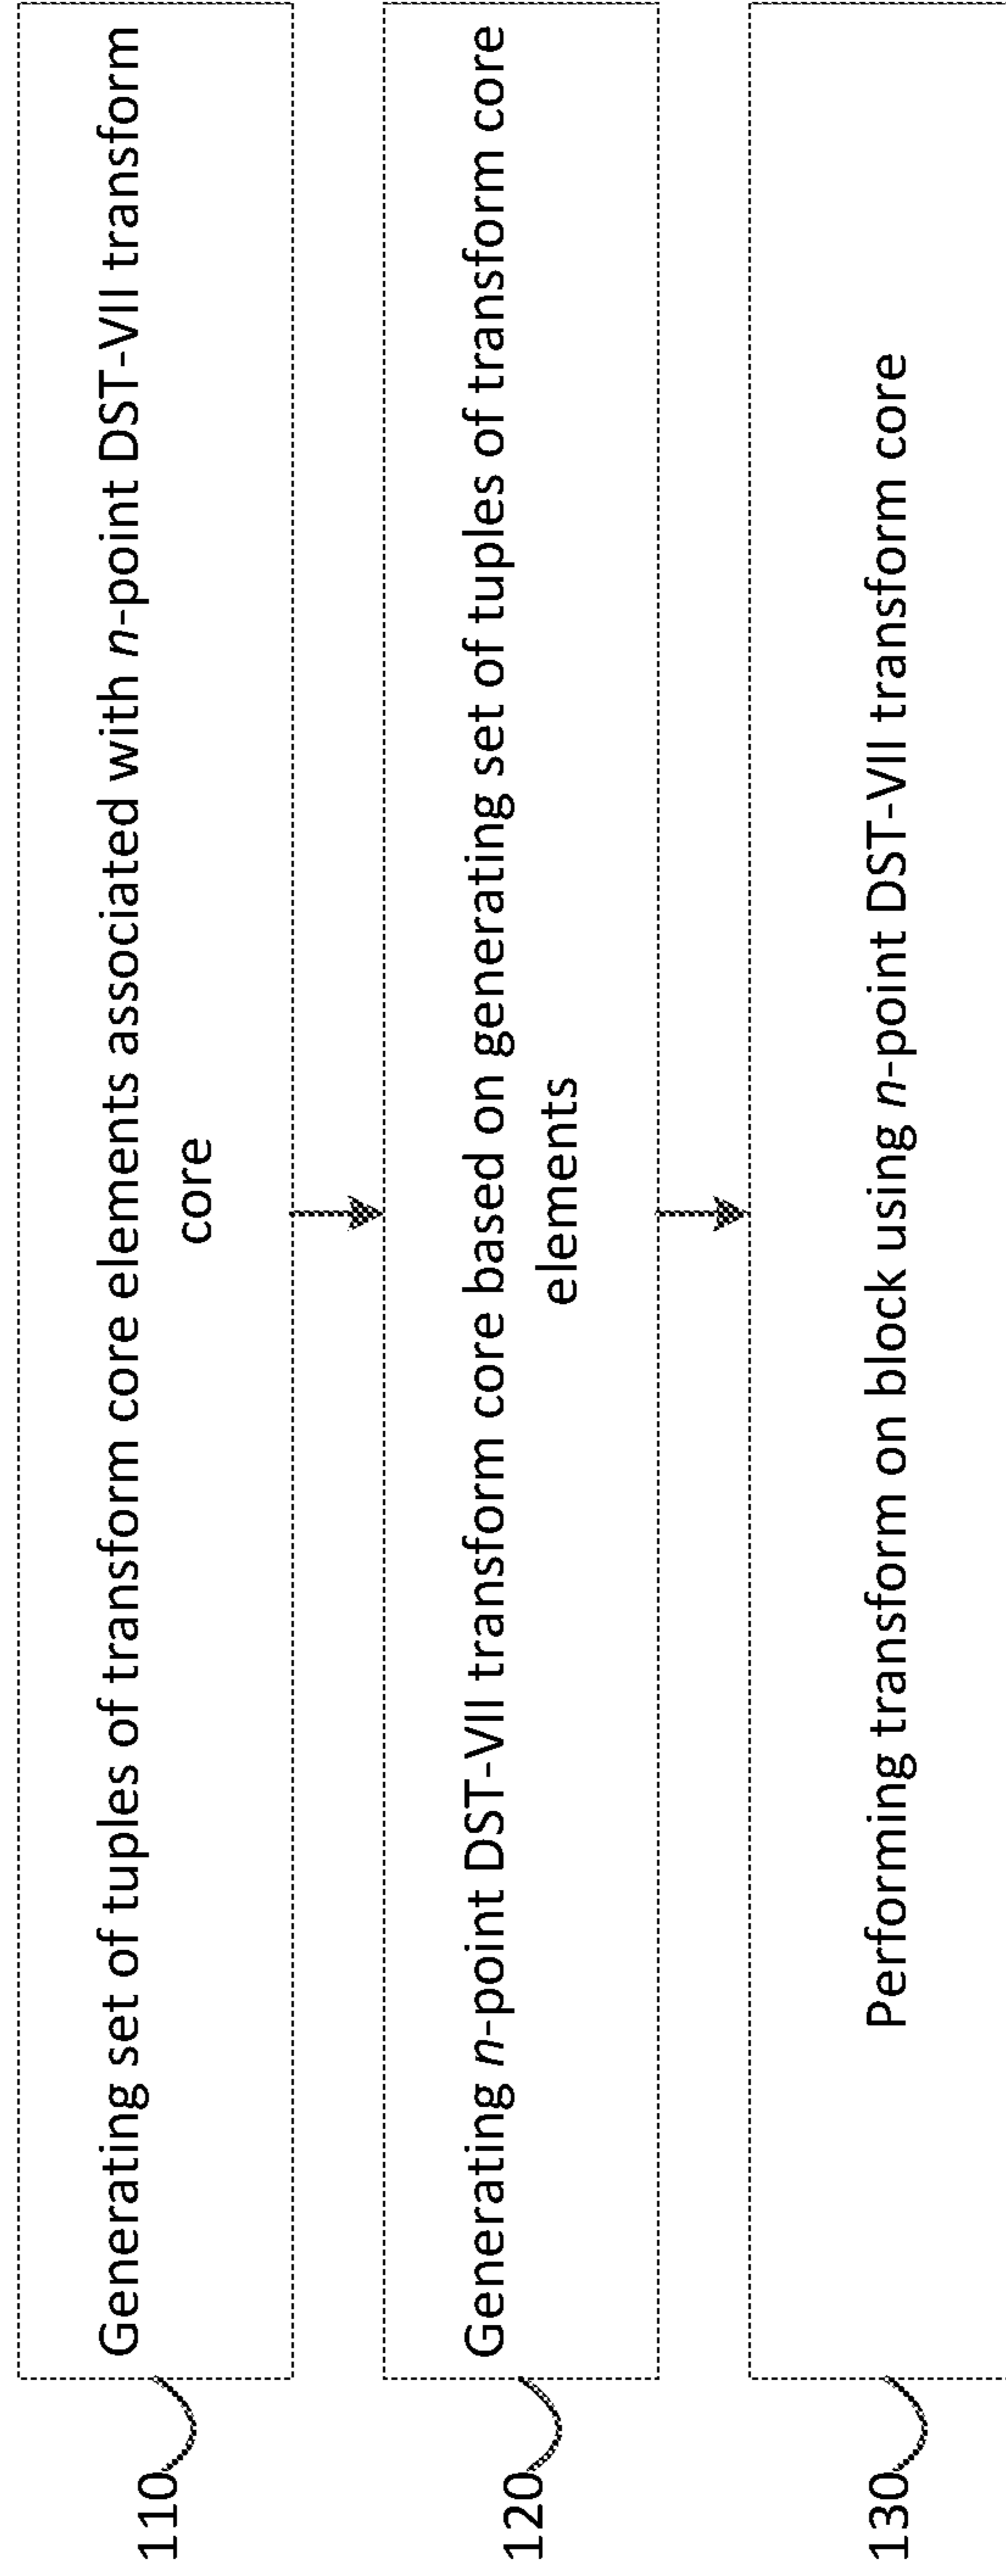 110
Generating set of tuples of transform core elements associated with n-point DST-VII transform
core
120
Generating n-point DST-VII transform core based on generating set of tuples of transform core
elements
130
Performing transform on block using n-point DST-VII transform core